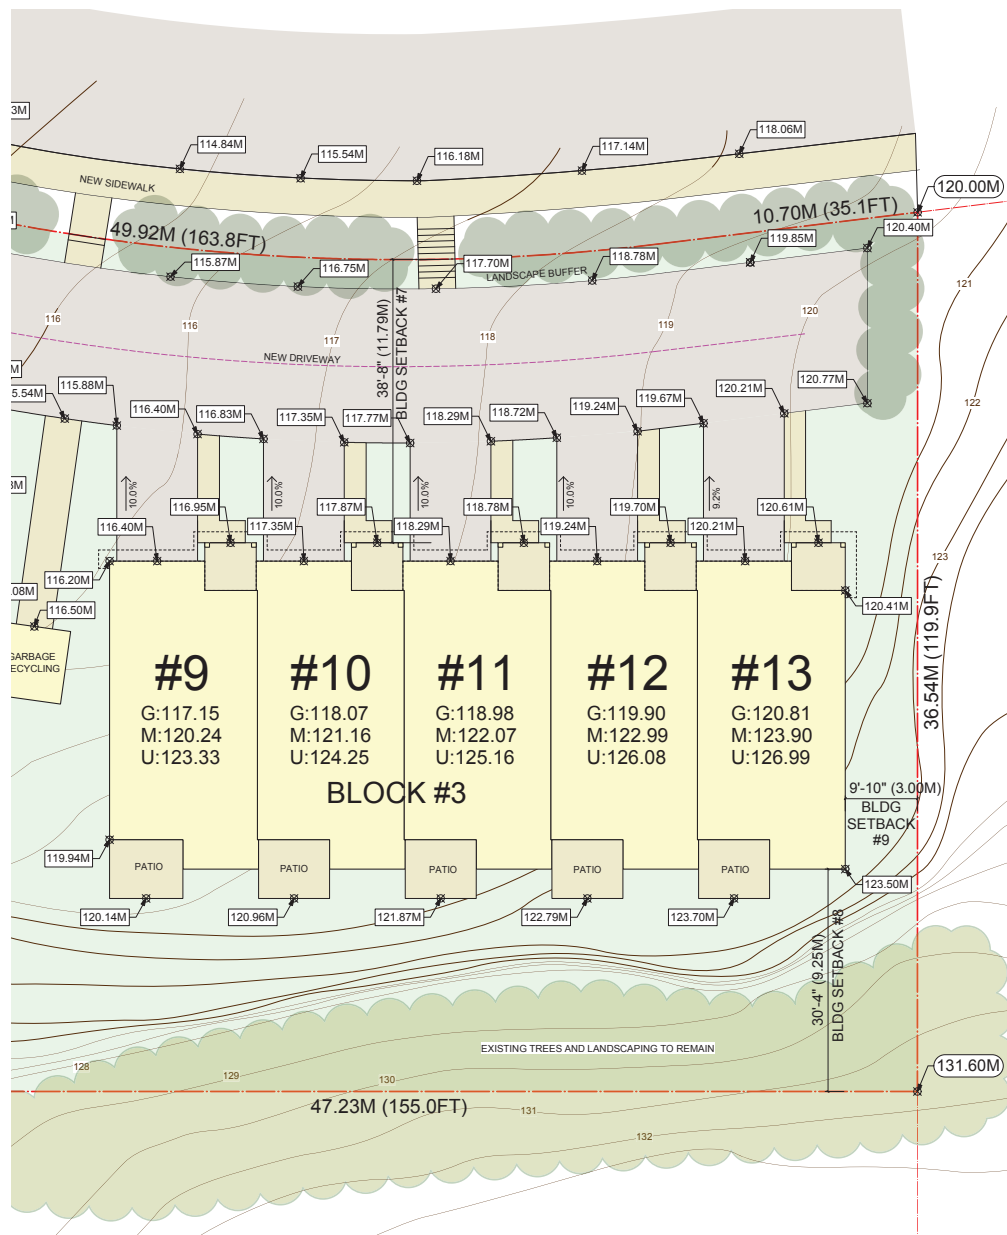 3M
114.84M
115.54M
116.18M
117.14M
118.06M
NEW SIDEWALK
120.00M
49.92M (163.8FT)
10.70M (35.1FT)
120.40M
115.87M
116.75M
117.70M
118.78M
119.85M
LANDSCAPE BUFFER
121
116
116
117
118
119
120
38'-8" (11.79M)
BLDG SETBACK #7
NEW DRIVEWAY
M
5.54M
115.88M
116.40M
116.83M
117.35M
117.77M
118.29M
118.72M
119.24M
119.67M
120.21M
120.77M
122
8M
10.0%
10.0%
10.0%
10.0%
9.2%
116.40M
116.95M
117.35M
117.87M
118.29M
118.78M
119.24M
119.70M
120.21M
120.61M
123
116.20M
.08M
116.50M
120.41M
GARBAGE
ECYCLING
36.54M (119.9FT)
#9
G:117.15
M:120.24
U:123.33
#10
G:118.07
M:121.16
U:124.25
#11
G:118.98
M:122.07
U:125.16
#12
G:119.90
M:122.99
U:126.08
#13
G:120.81
M:123.90
U:126.99
BLOCK #3
9'-10" (3.00M)
BLDG
SETBACK
#9
119.94M
PATIO
PATIO
PATIO
PATIO
PATIO
123.50M
120.14M
120.96M
121.87M
122.79M
123.70M
30'-4" (9.25M)
BLDG SETBACK #8
EXISTING TREES AND LANDSCAPING TO REMAIN
128
129
130
131
132
131.60M
47.23M (155.0FT)